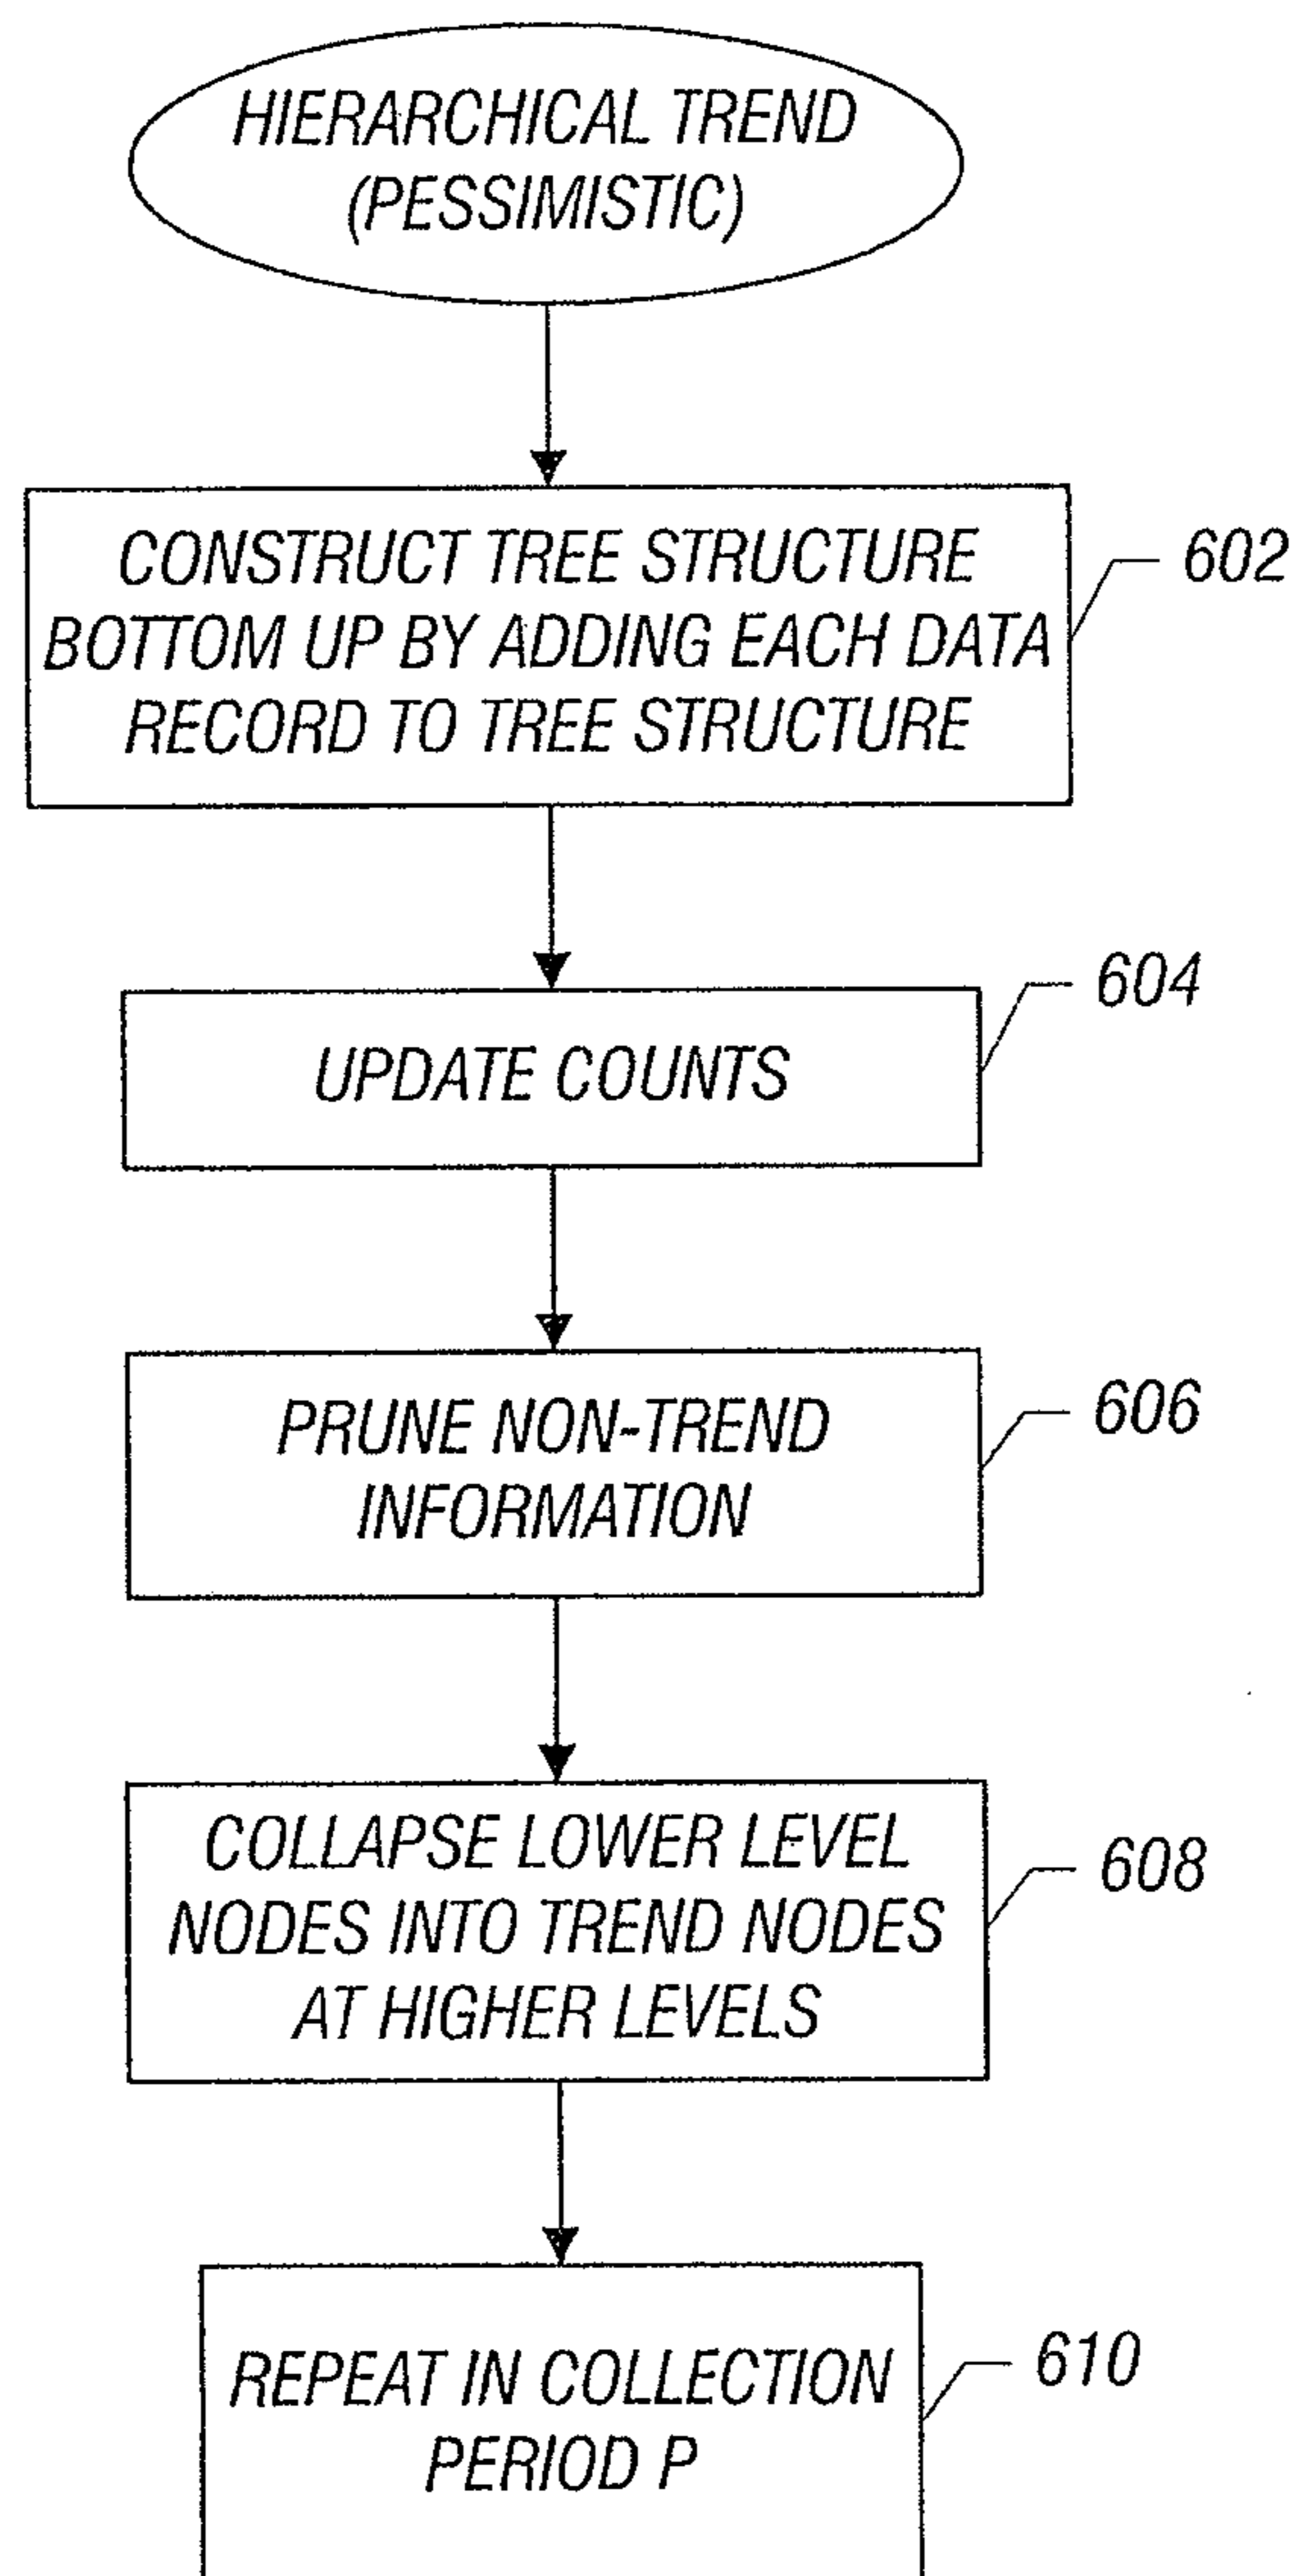 HIERARCHICAL TREND
(PESSIMISTIC)
CONSTRUCT TREE STRUCTURE
BOTTOM UP BY ADDING EACH DATA
RECORD TO TREE STRUCTURE
602
UPDATE COUNTS
604
PRUNE NON-TREND
INFORMATION
606
COLLAPSE LOWER LEVEL
NODES INTO TREND NODES
AT HIGHER LEVELS
608
REPEAT IN COLLECTION
PERIOD P
610